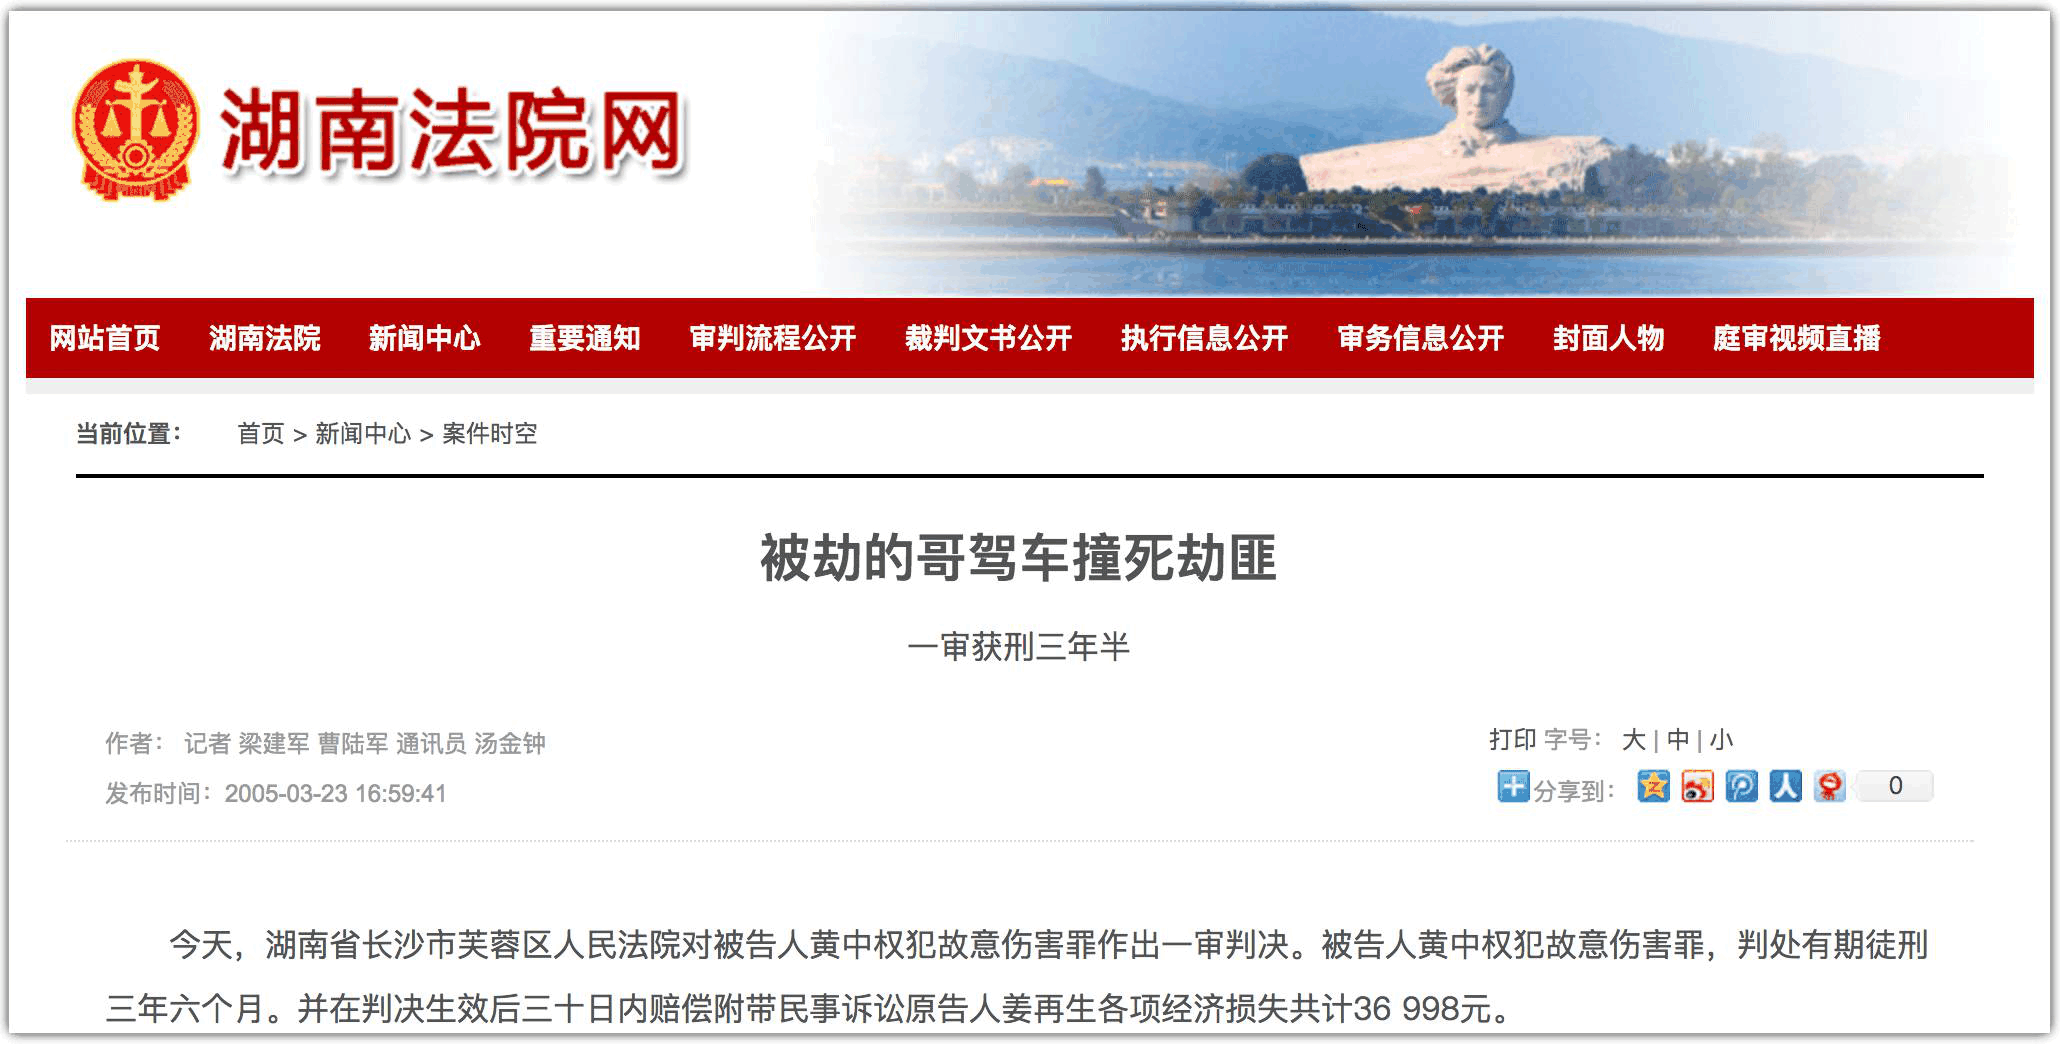 湖南法院网
网站首页 湖南法院 新闻中心 重要通知 审判流程公开 裁判文书公开 执行信息公开 审务信息公开 封面人物 庭审视频直播
当前位置： 首页 > 新闻中心 > 案件时空
被劫的哥驾车撞死劫匪
一审获刑三年半
作者： 记者 梁建军 曹陆军 通讯员 汤金钟
打印 字号： 大 | 中 | 小
发布时间：2005-03-23 16:59:41
分享到： 0
今天，湖南省长沙市芙蓉区人民法院对被告人黄中权犯故意伤害罪作出一审判决。被告人黄中权犯故意伤害罪，判处有期徒刑
三年六个月。并在判决生效后三十日内赔偿附带民事诉讼原告人姜再生各项经济损失共计36 998元。